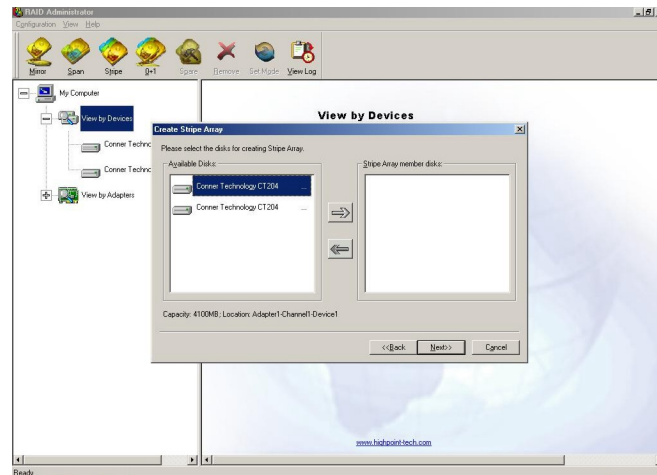 RAID Administrator
Configuration View Help
Mirror Span Stripe 0+1 Spare Remove Set Mode View Log
My Computer
View by Devices
Conner Techno
Conner Techno
View by Adapters
View by Devices
Create Stripe Array
Please select the disks for creating Stripe Array.
Available Disks:
Conner Technology CT204 ...
Conner Technology CT204 ...
Stripe Array member disks:
Capacity: 4100MB; Location: Adapter1-Channel1-Device1
<<Back Next>> Cancel
www.highpoint-tech.com
Ready